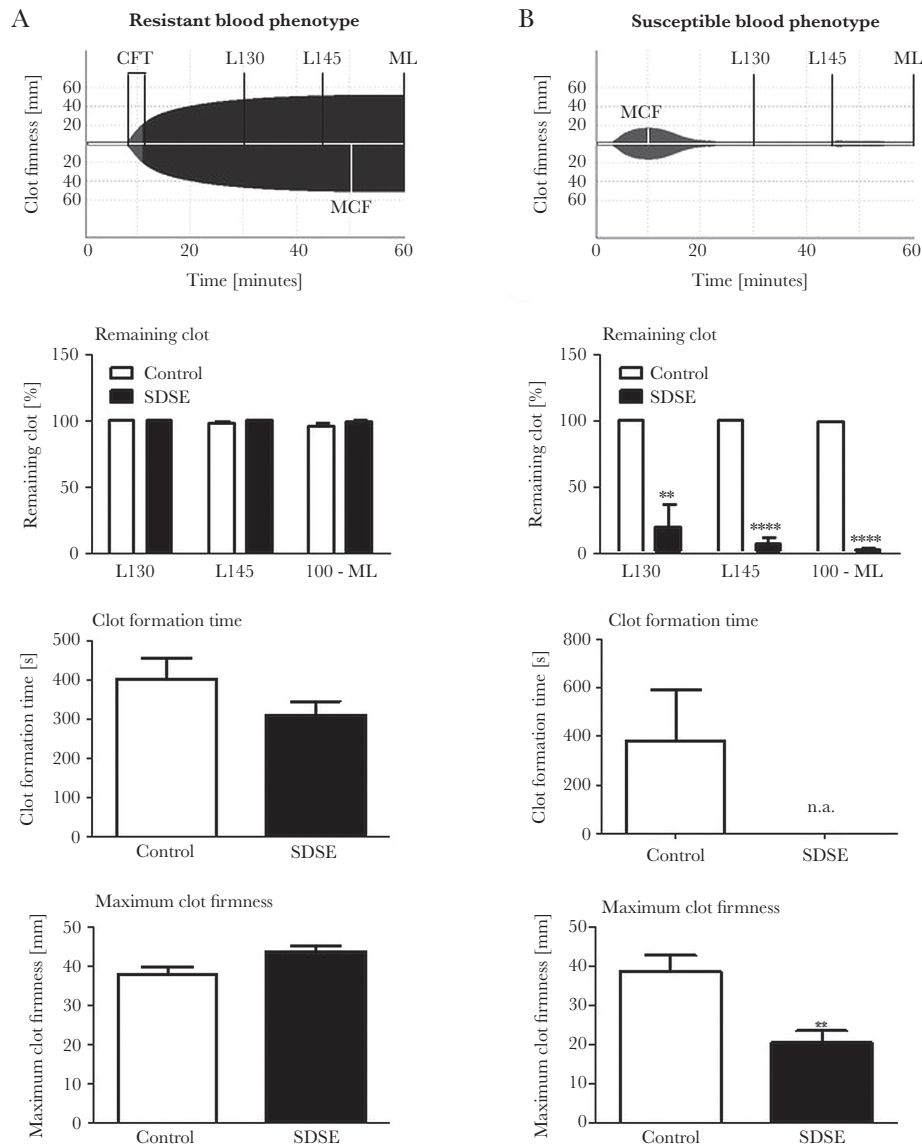 A
Resistant blood phenotype
CFT
L130
L145
ML
Clot fimness [mm]
60
40
20
20
40
60
MCF
0
20
40
60
Time [minutes]
Remaining clot
Remaining clot [%]
150
100
50
0
Control
SDSE
L130
L145
100 - ML
Clot formation time
Clot formation time [s]
500
400
300
200
100
0
Control
SDSE
Maximum clot firmness
Maximum clot firmness [mm]
50
40
30
20
10
0
Control
SDSE
B
Susceptible blood phenotype
L130
L145
ML
Clot firmness [mm]
60
40
20
20
40
60
MCF
0
20
40
60
Time [minutes]
Remaining clot
Remaining clot [%]
150
100
50
0
Control
SDSE
**
****
****
L130
L145
100 - ML
Clot formation time
Clot formation time [s]
800
600
400
200
0
n.a.
Control
SDSE
Maximum clot firmness
Maximum clot firmness [mm]
50
40
30
20
10
0
**
Control
SDSE